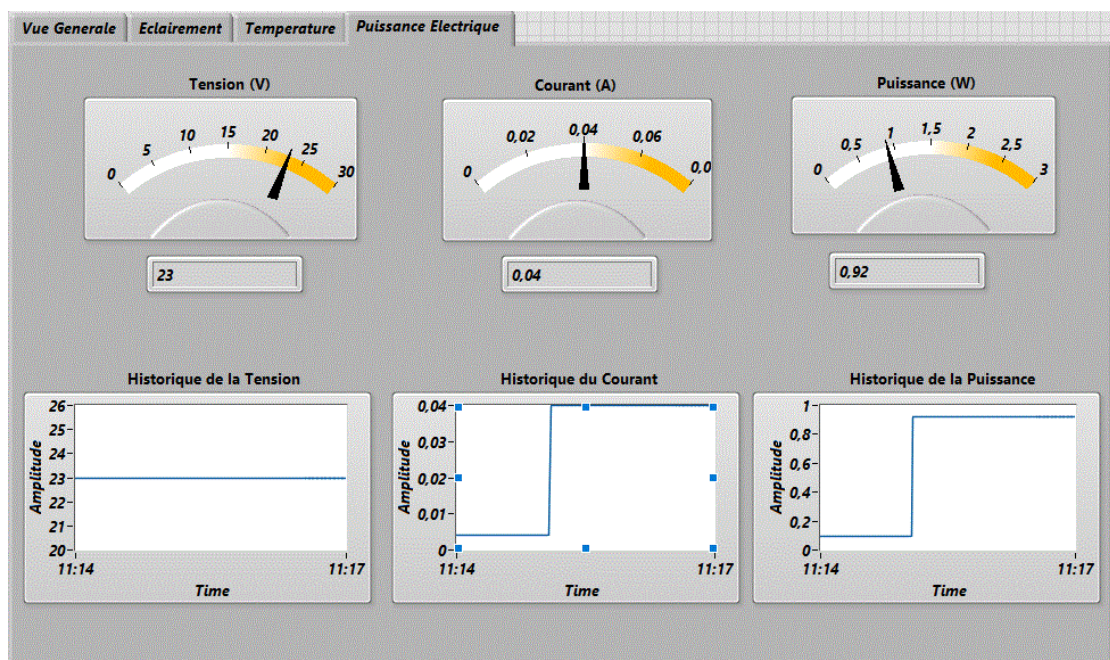 Vue Generale Eclairement Temperature Puissance Electrique
Tension (V) Courant (A) Puissance (W)
0 5 10 15 20 25 30
0 0,02 0,04 0,06 0,0
0 0,5 1 1,5 2 2,5 3
23 0,04 0,92
Historique de la Tension
Amplitude
26
25
24
23
22
21
20
11:14 11:17
Time
Historique du Courant
Amplitude
0,04
0,03
0,02
0,01
0
11:14 11:17
Time
Historique de la Puissance
Amplitude
1
0,8
0,6
0,4
0,2
0
11:14 11:17
Time